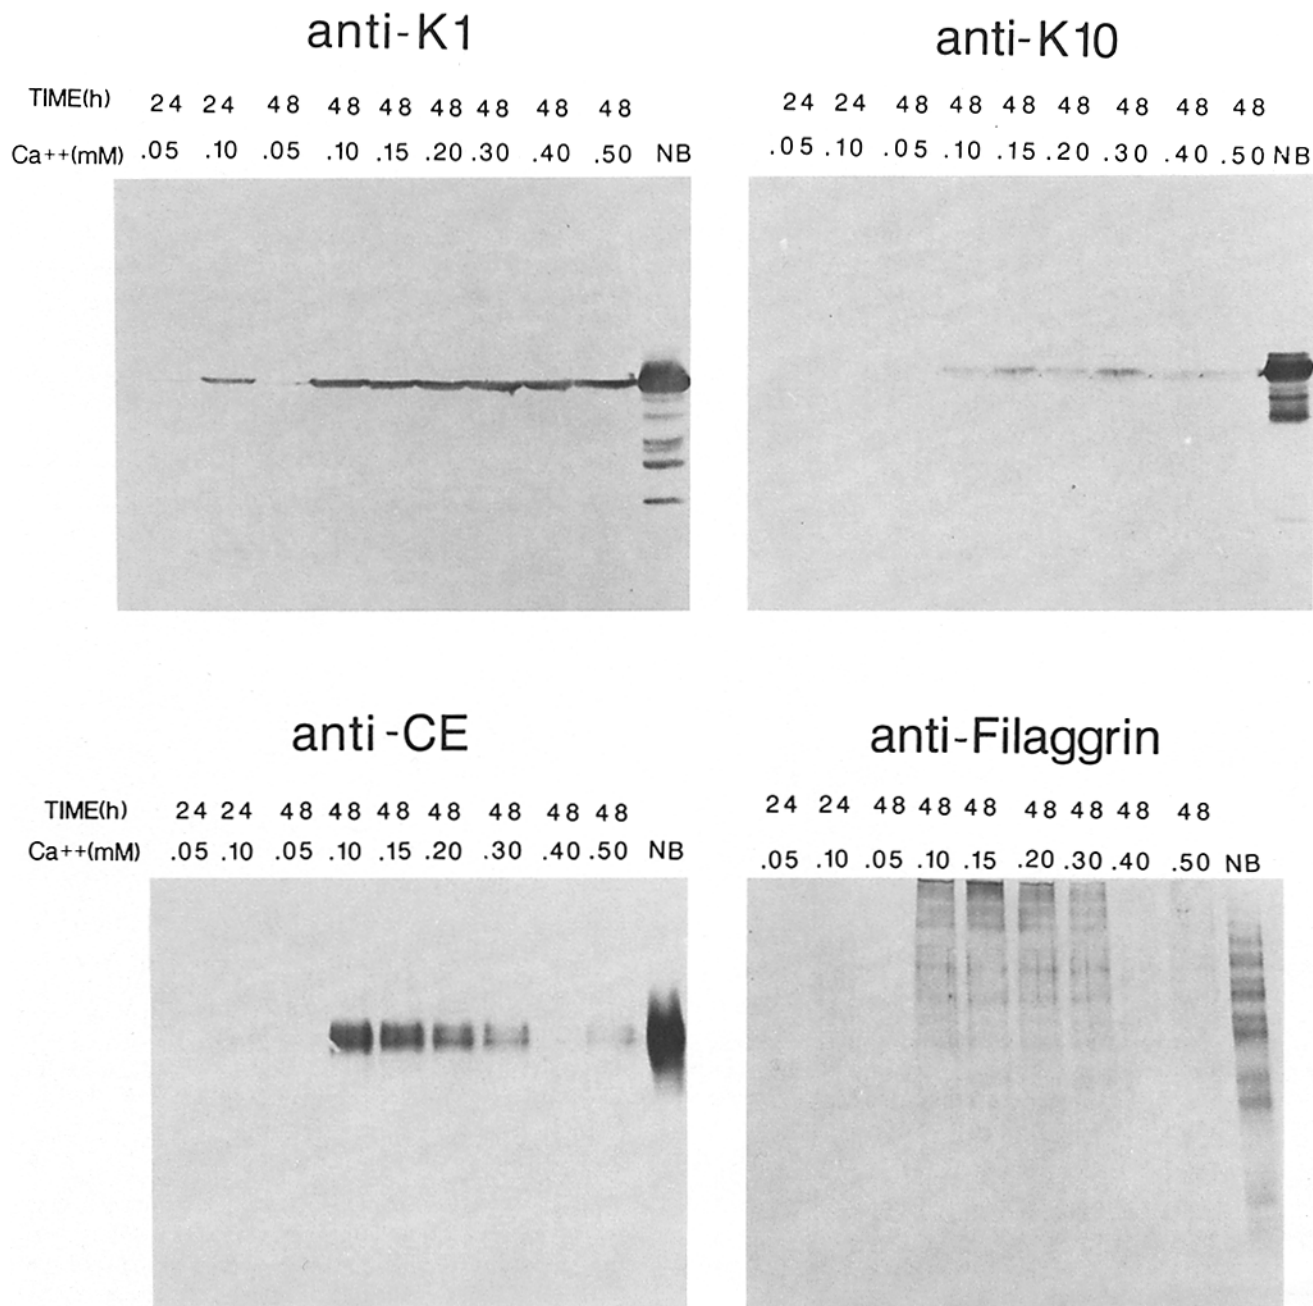 anti-K1
TIME(h) 24 24 48 48 48 48 48 48 48
Ca++(mM) .05 .10 .05 .10 .15 .20 .30 .40 .50 NB
anti-K10
24 24 48 48 48 48 48 48 48
.05 .10 .05 .10 .15 .20 .30 .40 .50 NB
anti-CE
TIME(h) 24 24 48 48 48 48 48 48 48
Ca++(mM) .05 .10 .05 .10 .15 .20 .30 .40 .50 NB
anti-Filaggrin
24 24 48 48 48 48 48 48 48
.05 .10 .05 .10 .15 .20 .30 .40 .50 NB